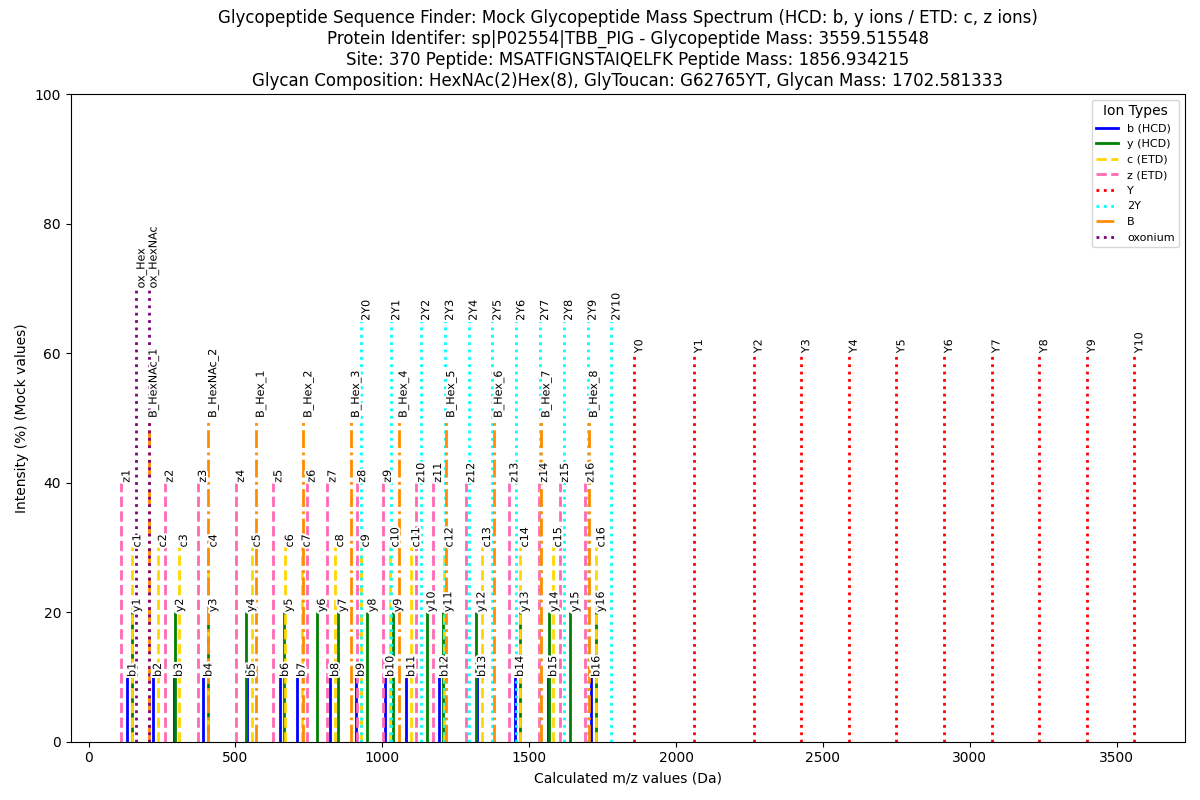 Glycopeptide Sequence Finder: Mock Glycopeptide Mass Spectrum (HCD: b, y ions / ETD: c, z ions)
Protein Identifer: sp|P02554|TBB_PIG - Glycopeptide Mass: 3559.515548
Site: 370 Peptide: MSATFIGNSTAIQELFK Peptide Mass: 1856.934215
Glycan Composition: HexNAc(2)Hex(8), GlyToucan: G62765YT, Glycan Mass: 1702.581333
Intensity (%) (Mock values)
100
80
60
40
20
0
Ion Types
b (HCD)
y (HCD)
c (ETD)
z (ETD)
Y
2Y
B
oxonium
ox_Hex
ox_HexNAc
2Y0
2Y1
2Y2
2Y3
2Y4
2Y5
2Y6
2Y7
2Y8
2Y9
2Y10
Y0
Y1
Y2
Y3
Y4
Y5
Y6
Y7
Y8
Y9
Y10
B_HexNAc_1
B_HexNAc_2
B_Hex_1
B_Hex_2
B_Hex_3
B_Hex_4
B_Hex_5
B_Hex_6
B_Hex_7
B_Hex_8
z1
z2
z3
z4
z5
z6
z7
z8
z9
z10
z11
z12
z13
z14
z15
z16
c1
c2
c3
c4
c5
c6
c7
c8
c9
c10
c11
c12
c13
c14
c15
c16
y1
y2
y3
y4
y5
y6
y7
y8
y9
y10
y11
y12
y13
y14
y15
y16
b1
b2
b3
b4
b5
b6
b7
b8
b9
b10
b11
b12
b13
b14
b15
b16
0
500
1000
1500
2000
2500
3000
3500
Calculated m/z values (Da)